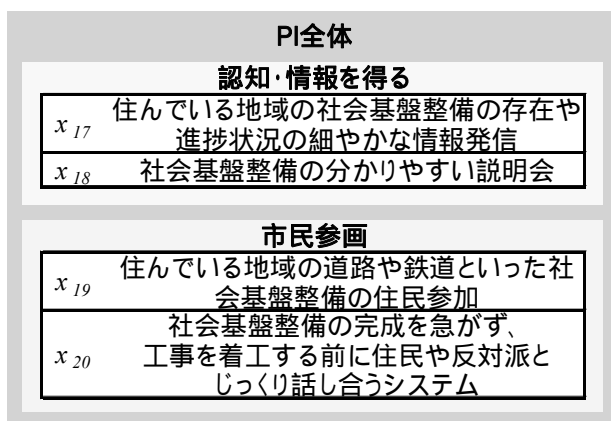 PI全体
認知･情報を得る
x 17
住んでいる地域の社会基盤整備の存在や
進捗状況の細やかな情報発信
x 18
社会基盤整備の分かりやすい説明会
市民参画
x 19
住んでいる地域の道路や鉄道といった社
会基盤整備の住民参加
x 20
社会基盤整備の完成を急がず、
工事を着工する前に住民や反対派と
じっくり話し合うシステム